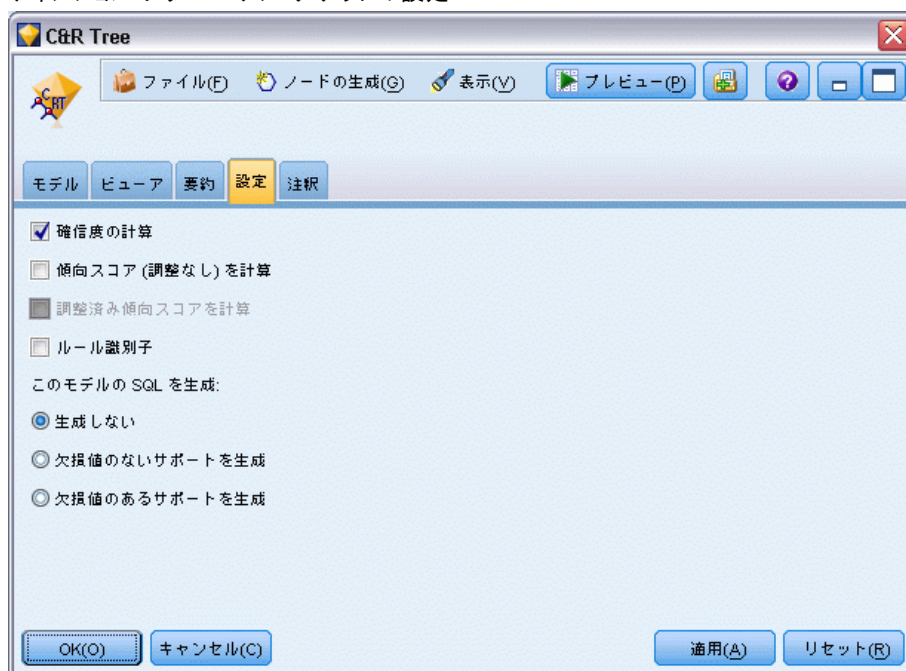 C&R Tree
CRT
ファイル(F) ノードの生成(G) 表示(V) プレビュー(P)
モデル ビューア 要約 設定 注釈
確信度の計算
傾向スコア (調整なし) を計算
調整済み傾向スコアを計算
ルール識別子
このモデルの SQL を生成:
生成しない
欠損値のないサポートを生成
欠損値のあるサポートを生成
OK(O) キャンセル(C) 適用(A) リセット(R)